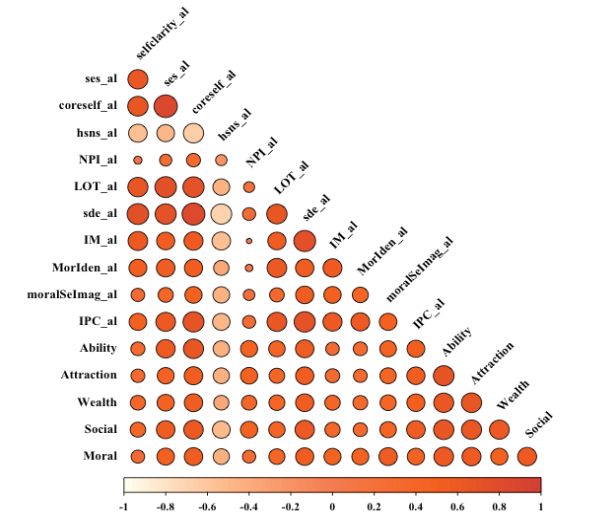 selfclarity_al
ses_al
ses_al
coreself_al
coreself_al
hsns_al
hsns_al
NPI_al
NPI_al
LOT_al
LOT_al
sde_al
sde_al
IM_al
IM_al
MorIden_al
MorIden_al
moralSeImag_al
moralSeImag_al
IPC_al
IPC_al
Ability
Ability
Attraction
Attraction
Wealth
Wealth
Social
Social
Moral
-1 -0.8 -0.6 -0.4 -0.2 0 0.2 0.4 0.6 0.8 1